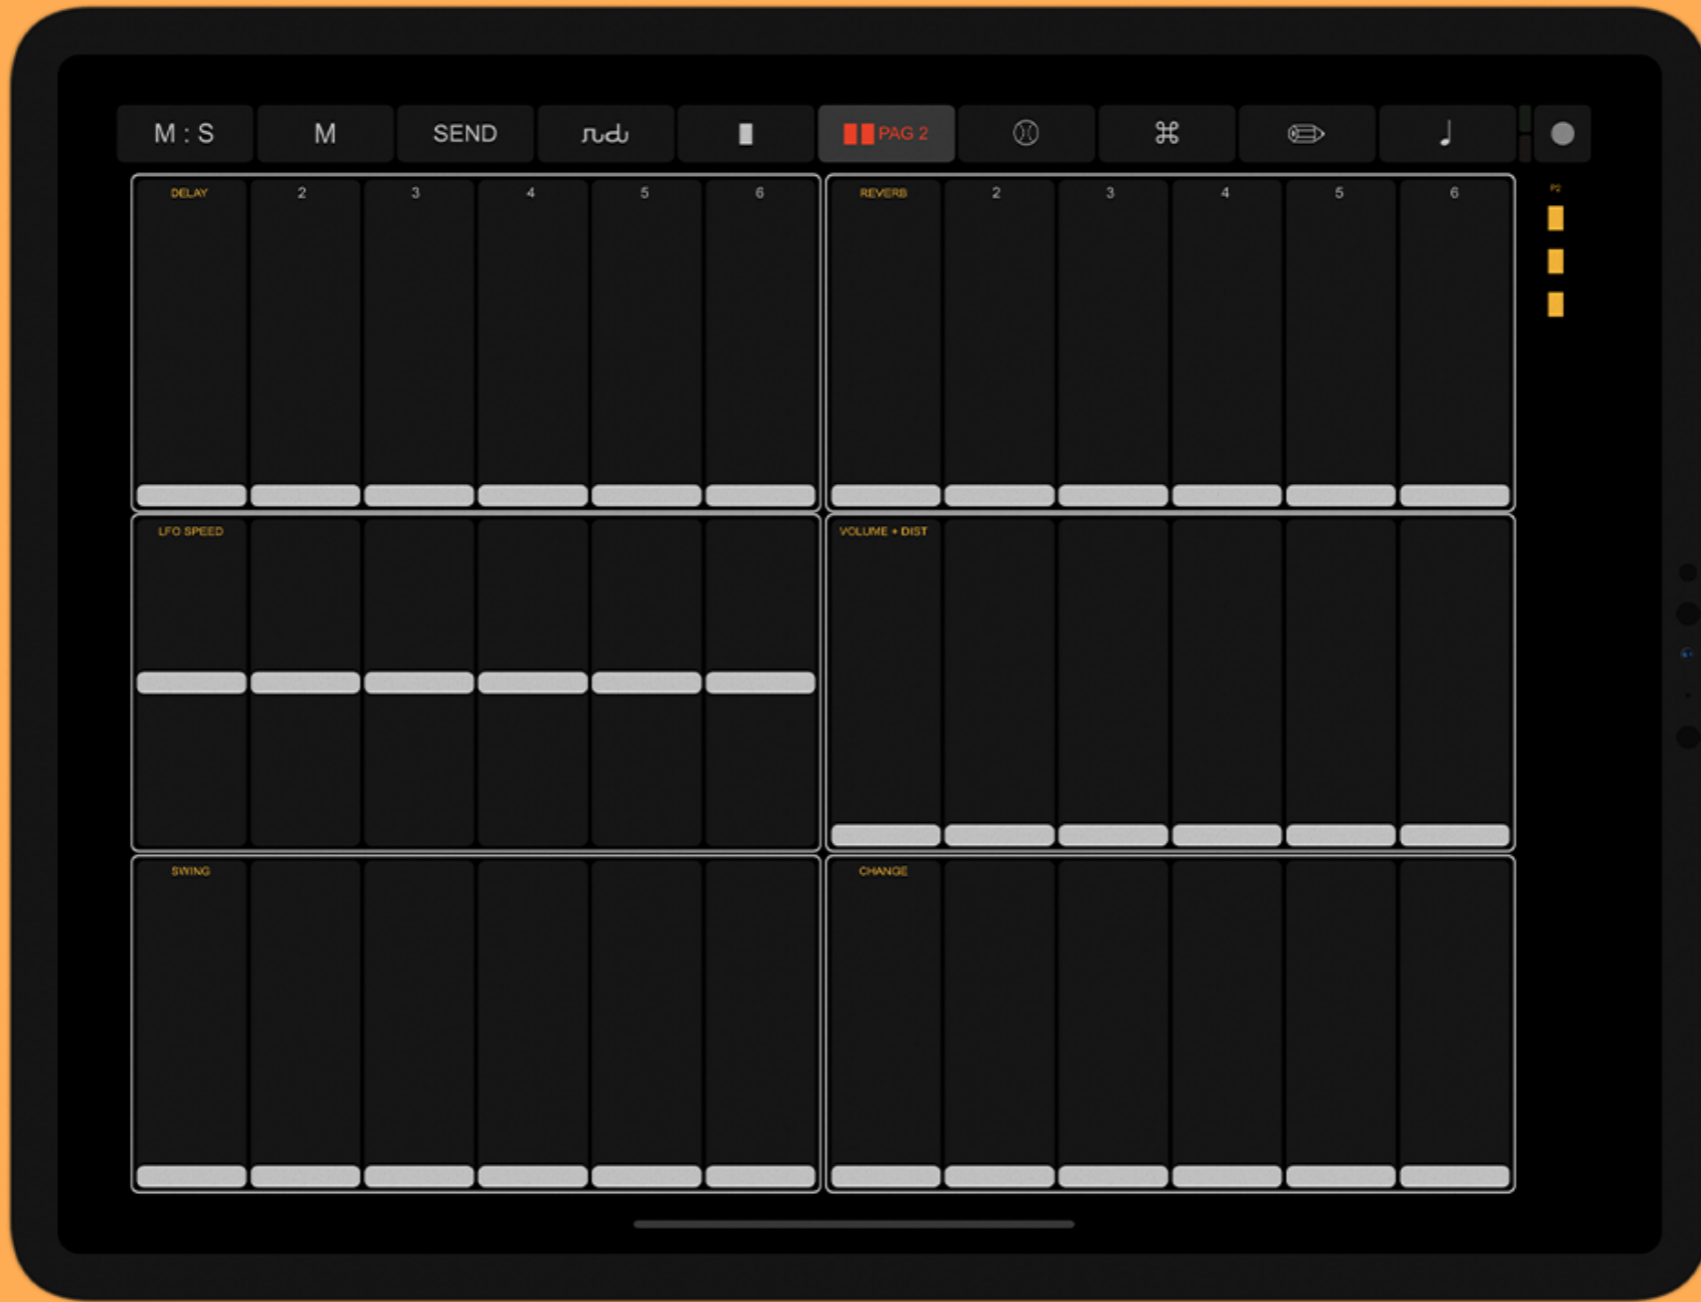 M : S M SEND PAG 2
P2
DELAY 2 3 4 5 6 REVERB 2 3 4 5 6
LFO SPEED VOLUME + DIST
SWING CHANGE